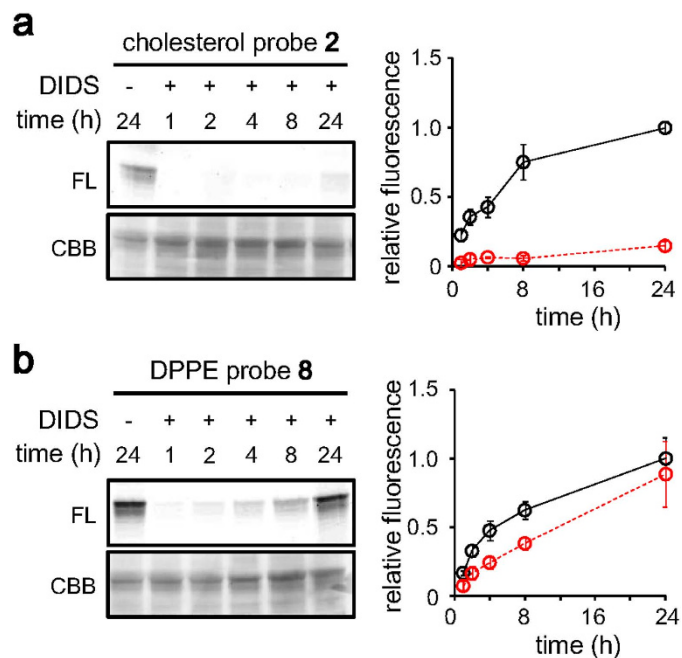 a
cholesterol probe 2
DIDS - + + + + +
time (h) 24 1 2 4 8 24
FL
CBB
relative fluorescence
1.5
1.0
0.5
0
0 8 16 24
time (h)
b
DPPE probe 8
DIDS - + + + + +
time (h) 24 1 2 4 8 24
FL
CBB
relative fluorescence
1.5
1.0
0.5
0
0 8 16 24
time (h)